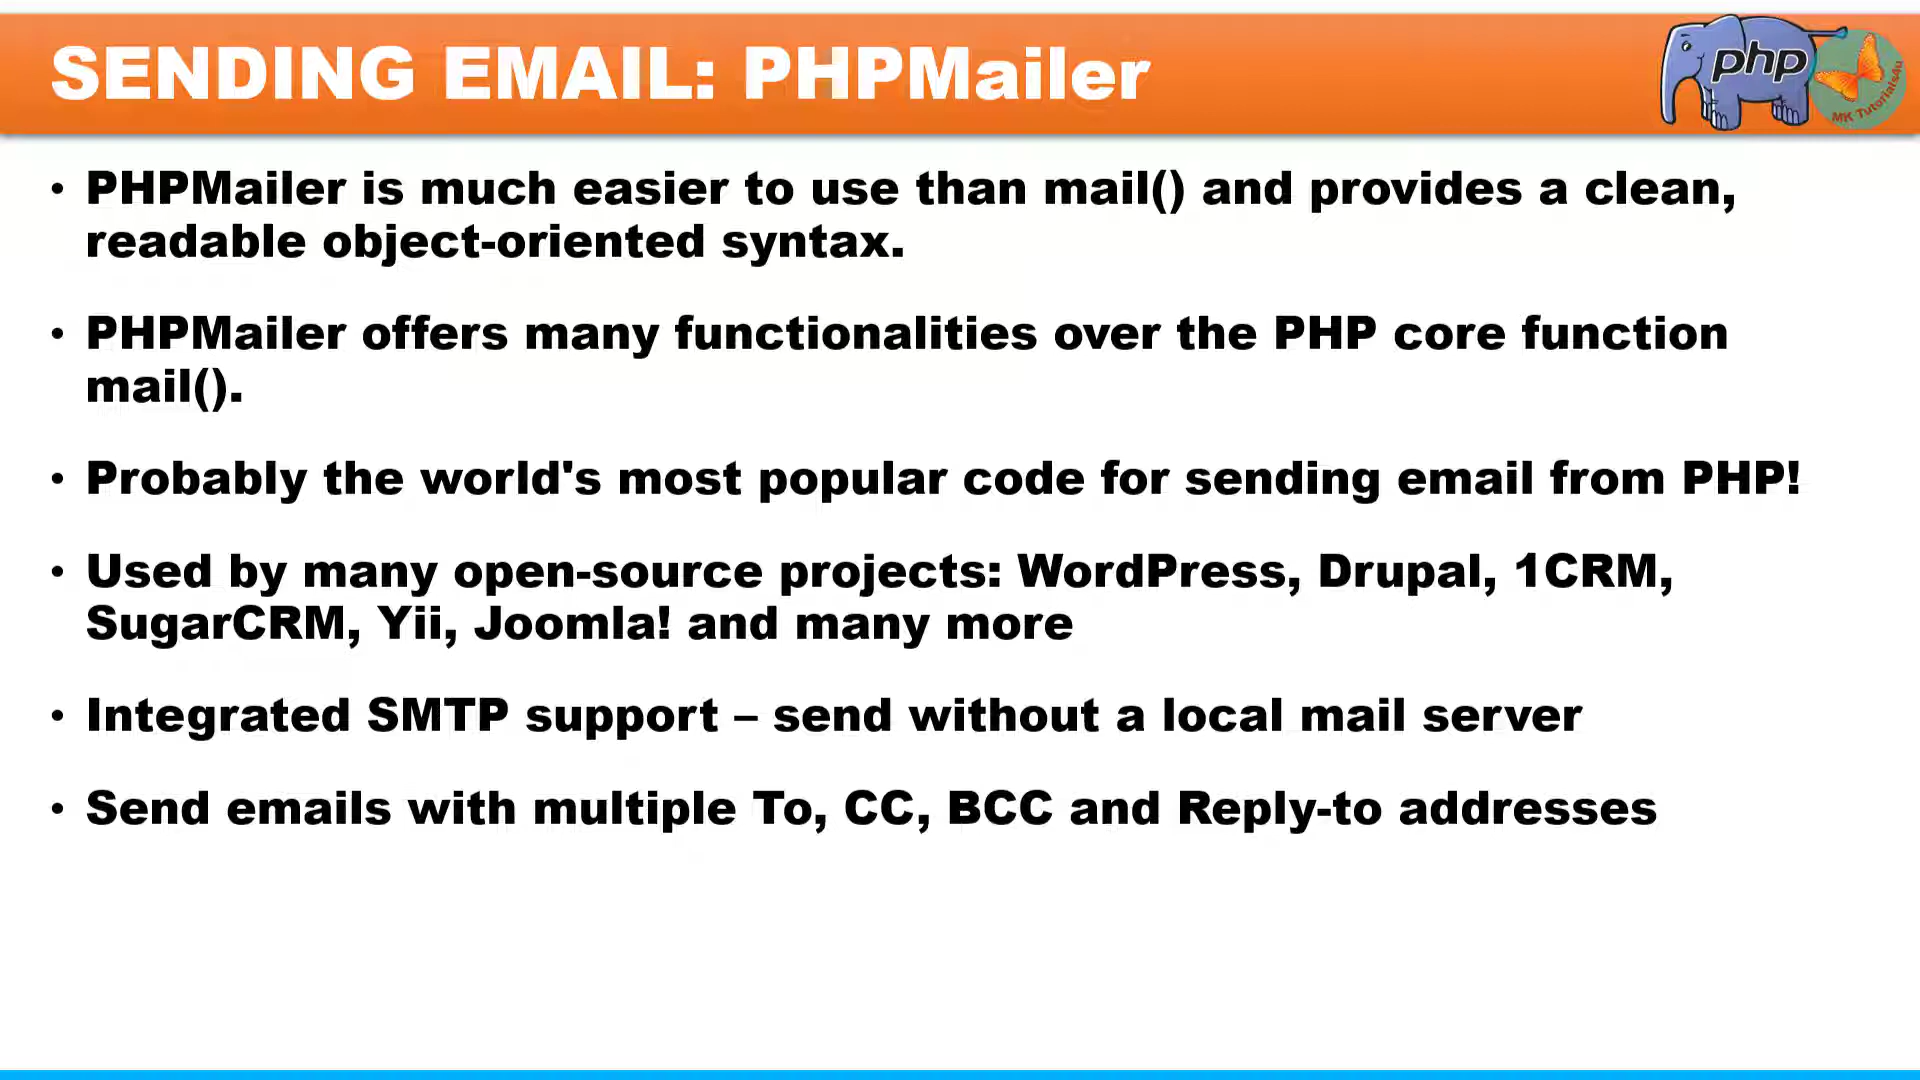 SENDING EMAIL: PHPMailer
php
MK Tutorials4u
• PHPMailer is much easier to use than mail() and provides a clean,
readable object-oriented syntax.
• PHPMailer offers many functionalities over the PHP core function
mail().
• Probably the world's most popular code for sending email from PHP!
• Used by many open-source projects: WordPress, Drupal, 1CRM,
SugarCRM, Yii, Joomla! and many more
• Integrated SMTP support – send without a local mail server
• Send emails with multiple To, CC, BCC and Reply-to addresses